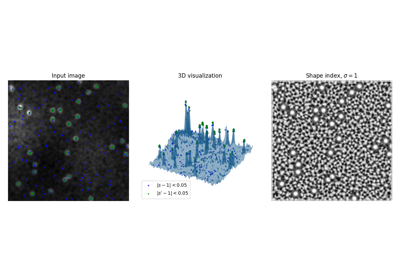 Input image
3D visualization
Shape index, σ = 1
|s − 1| < 0.05
|s' − 1| < 0.05